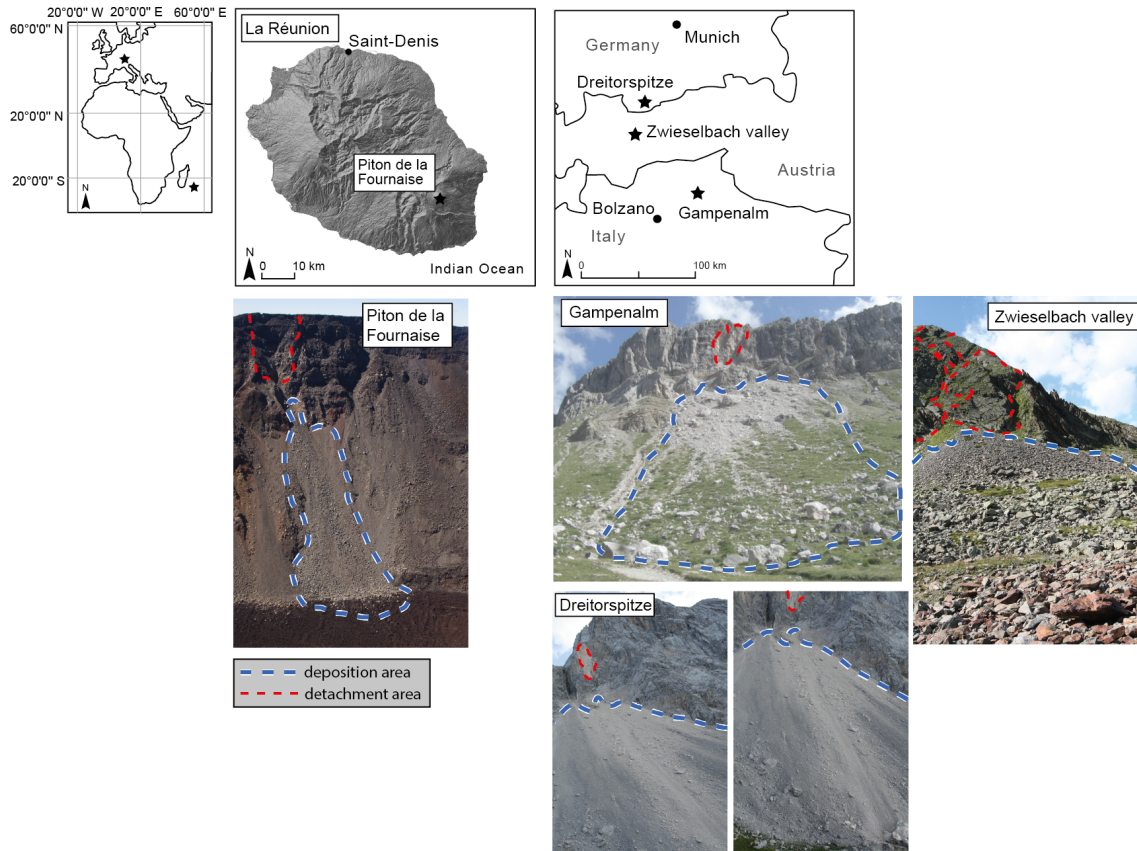 20°0'0" W 20°0'0" E 60°0'0" E
60°0'0" N
20°0'0" N
20°0'0" S
N
La Réunion
Saint-Denis
Piton de la
Fournaise
N
0 10 km
Indian Ocean
Germany
Munich
Dreitorspitze
Zwieselbach valley
Austria
Bolzano
Gampenalm
Italy
N
0 100 km
Piton de la
Fournaise
Gampenalm
Zwieselbach valley
Dreitorspitze
deposition area
detachment area